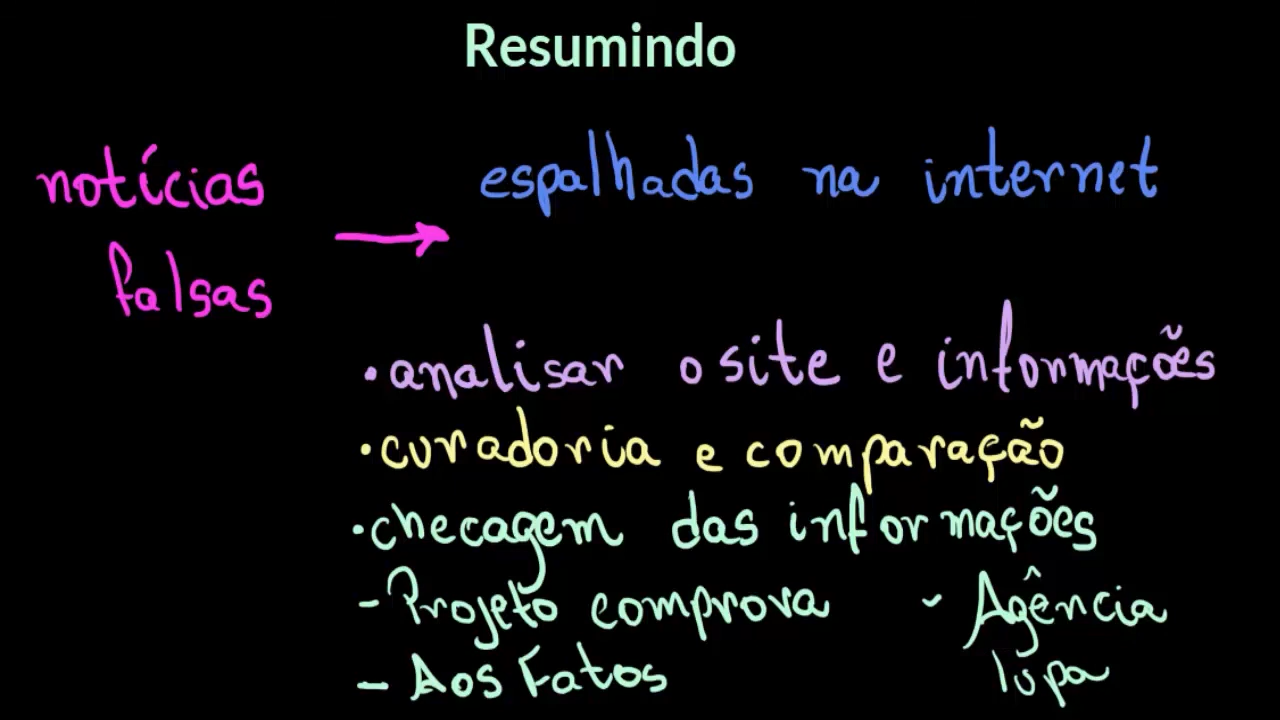 Resumindo
notícias
falsas
espalhadas na internet
•analisar o site e informações
•curadoria e comparação
•checagem das informações
- Projeto comprova
- Agência
lupa
- Aos Fatos